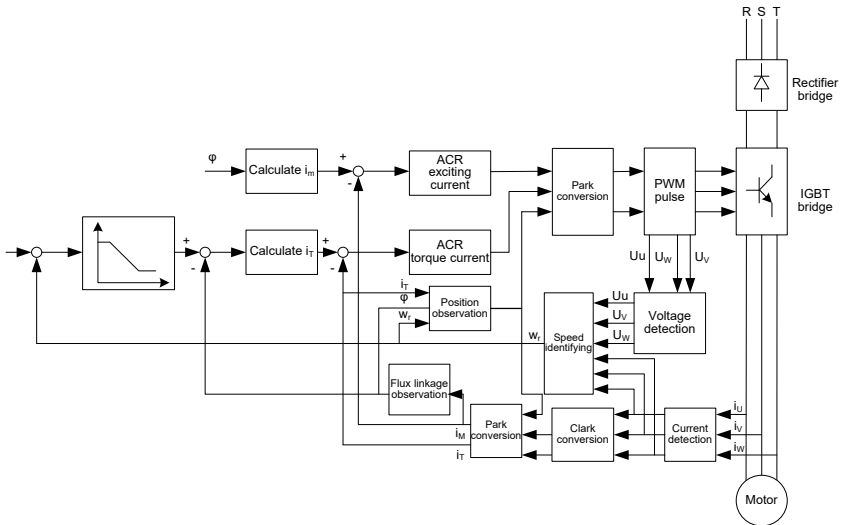 R S T
Rectifier
bridge
φ
Calculate iₘ
+
-
ACR
exciting
current
Park
conversion
PWM
pulse
IGBT
bridge
+
-
Calculate i_T
+
-
ACR
torque current
Uu U_W U_V
i_T
φ
w_r
Position
observation
w_r
Speed
identifying
Uu
U_V
U_W
Voltage
detection
Flux linkage
observation
i_M
i_T
Park
conversion
Clark
conversion
Current
detection
i_U
i_V
i_W
Motor